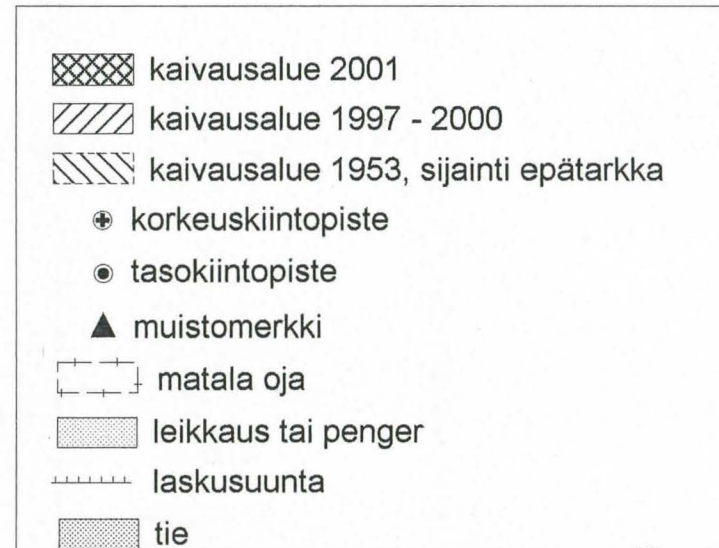 kaivausalue 2001
kaivausalue 1997 - 2000
kaivausalue 1953, sijainti epätarkka
korkeuskiintopiste
tasokiintopiste
muistomerkki
matala oja
leikkaus tai penger
laskusuunta
tie